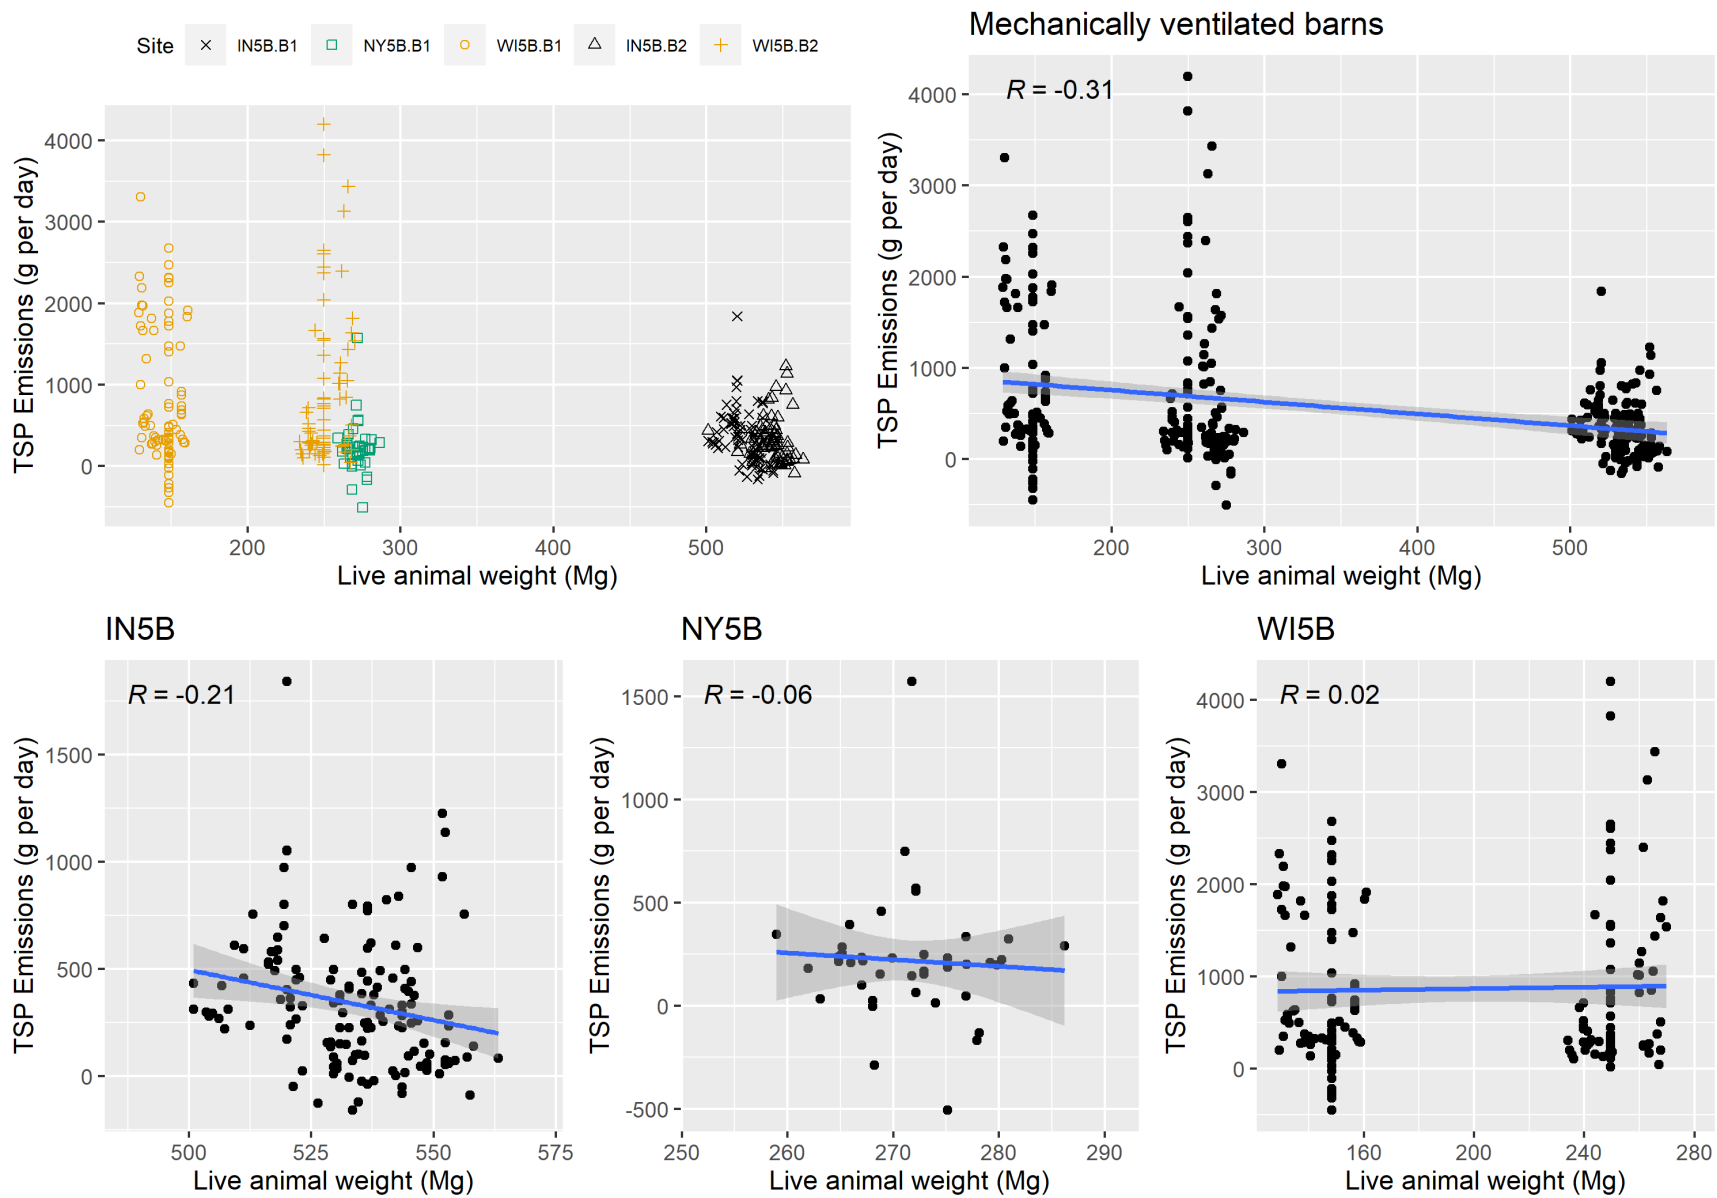 Site IN5B.B1 NY5B.B1 WI5B.B1 IN5B.B2 WI5B.B2
TSP Emissions (g per day)
4000
3000
2000
1000
0
200 300 400 500
Live animal weight (Mg)
Mechanically ventilated barns
R = -0.31
TSP Emissions (g per day)
4000
3000
2000
1000
0
200 300 400 500
Live animal weight (Mg)
IN5B
R = -0.21
TSP Emissions (g per day)
1500
1000
500
0
500 525 550 575
Live animal weight (Mg)
NY5B
R = -0.06
TSP Emissions (g per day)
1500
1000
500
0
-500
250 260 270 280 290
Live animal weight (Mg)
WI5B
R = 0.02
TSP Emissions (g per day)
4000
3000
2000
1000
0
160 200 240 280
Live animal weight (Mg)